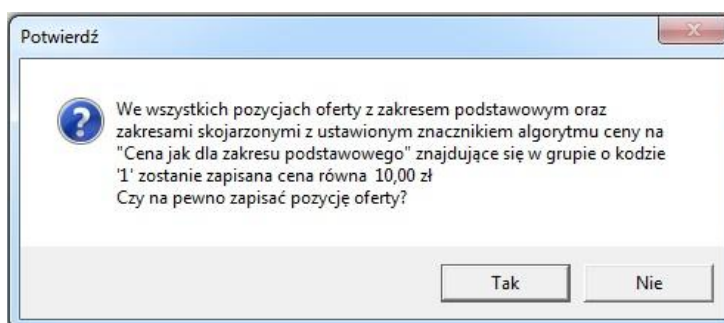 Potwierdź
We wszystkich pozycjach oferty z zakresem podstawowym oraz
zakresami skojarzonymi z ustawionym znacznikiem algorytmu ceny na
"Cena jak dla zakresu podstawowego" znajdujące się w grupie o kodzie
'1' zostanie zapisana cena równa  10,00 zł
Czy na pewno zapisać pozycję oferty?
Tak
Nie